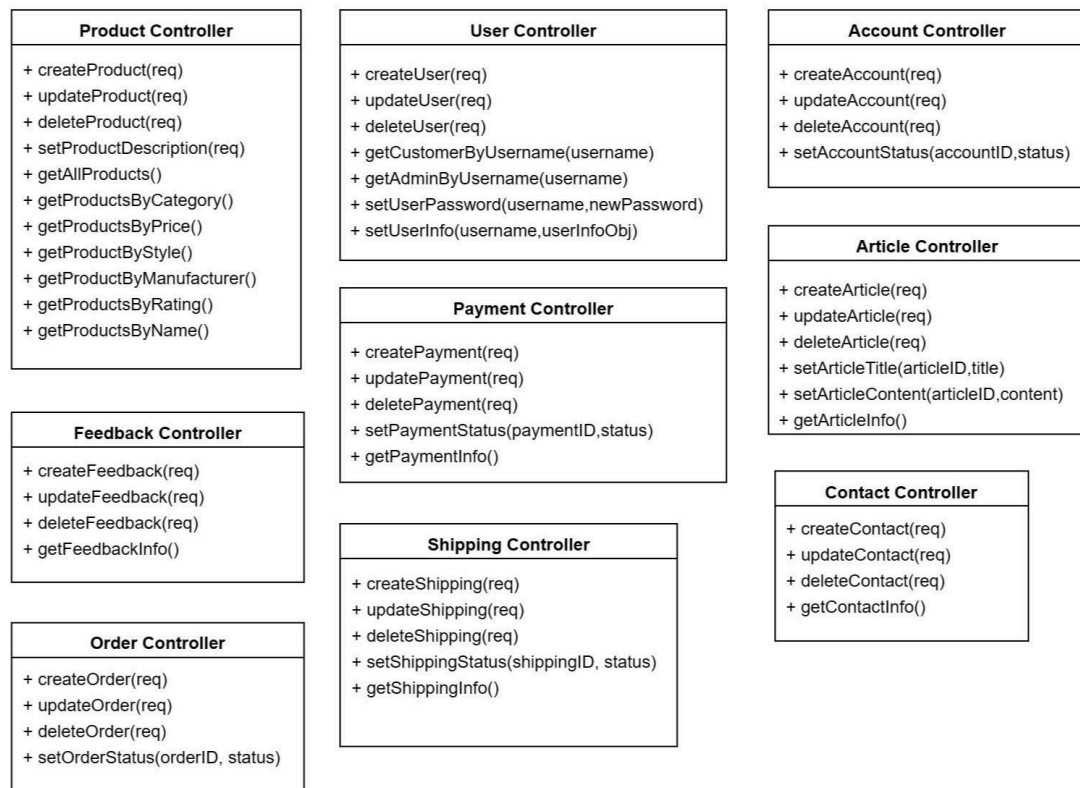 Product Controller
+ createProduct(req)
+ updateProduct(req)
+ deleteProduct(req)
+ setProductDescription(req)
+ getAllProducts()
+ getProductsByCategory()
+ getProductsByPrice()
+ getProductByStyle()
+ getProductByManufacturer()
+ getProductsByRating()
+ getProductsByName()
Feedback Controller
+ createFeedback(req)
+ updateFeedback(req)
+ deleteFeedback(req)
+ getFeedbackInfo()
Order Controller
+ createOrder(req)
+ updateOrder(req)
+ deleteOrder(req)
+ setOrderStatus(orderID, status)
User Controller
+ createUser(req)
+ updateUser(req)
+ deleteUser(req)
+ getCustomerByUsername(username)
+ getAdminByUsername(username)
+ setUserPassword(username,newPassword)
+ setUserInfo(username,userInfoObj)
Payment Controller
+ createPayment(req)
+ updatePayment(req)
+ deletePayment(req)
+ setPaymentStatus(paymentID,status)
+ getPaymentInfo()
Shipping Controller
+ createShipping(req)
+ updateShipping(req)
+ deleteShipping(req)
+ setShippingStatus(shippingID, status)
+ getShippingInfo()
Account Controller
+ createAccount(req)
+ updateAccount(req)
+ deleteAccount(req)
+ setAccountStatus(accountID,status)
Article Controller
+ createArticle(req)
+ updateArticle(req)
+ deleteArticle(req)
+ setArticleTitle(articleID,title)
+ setArticleContent(articleID,content)
+ getArticleInfo()
Contact Controller
+ createContact(req)
+ updateContact(req)
+ deleteContact(req)
+ getContactInfo()